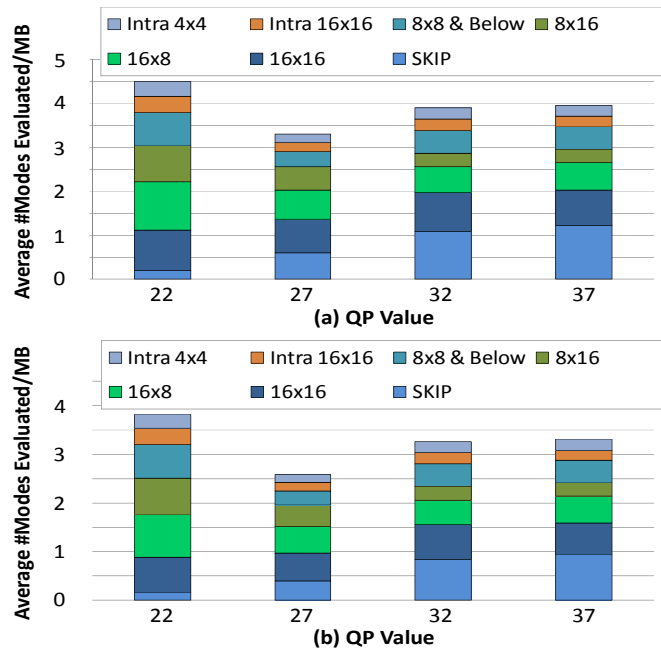 Intra 4x4 Intra 16x16 8x8 & Below 8x16
16x8 16x16 SKIP
Average #Modes Evaluated/MB
5
4
3
2
1
0
22 27 32 37
(a) QP Value
Intra 4x4 Intra 16x16 8x8 & Below 8x16
16x8 16x16 SKIP
Average #Modes Evaluated/MB
4
3
2
1
0
22 27 32 37
(b) QP Value